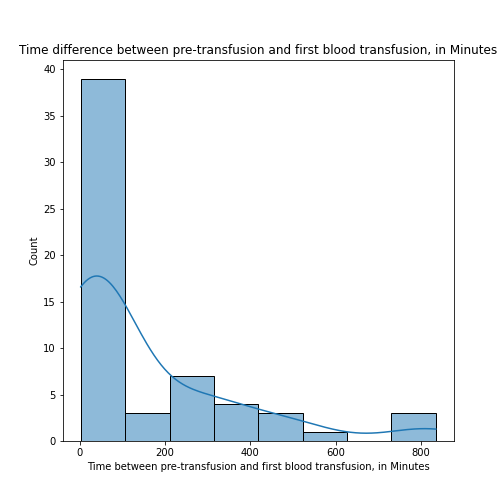 Time difference between pre-transfusion and first blood transfusion, in Minutes
40
35
30
25
20
15
10
5
0
Count
0 200 400 600 800
Time between pre-transfusion and first blood transfusion, in Minutes